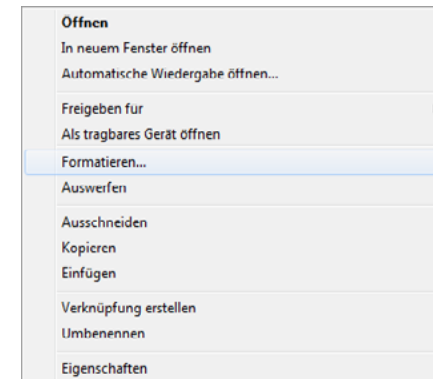 Öffnen
In neuem Fenster öffnen
Automatische Wiedergabe öffnen...
Freigeben für
Als tragbares Gerät öffnen
Formatieren...
Auswerfen
Ausschneiden
Kopieren
Einfügen
Verknüpfung erstellen
Umbenennen
Eigenschaften